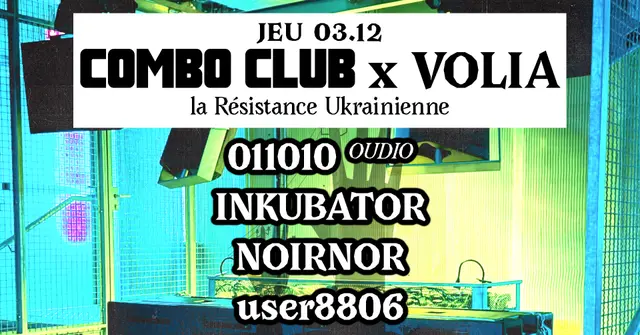 JEU 03.12
COMBO CLUB x VOLIA
la Résistance Ukrainienne
011010 OUDIO
INKUBATOR
NOIRNOR
user8806